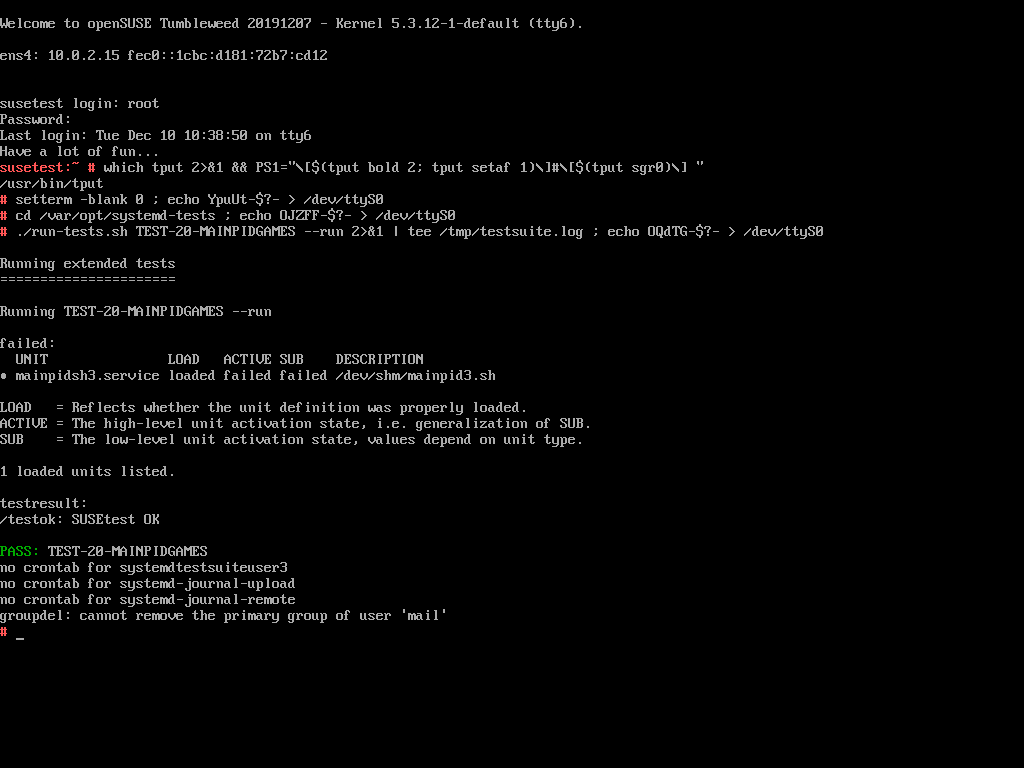 Welcome to openSUSE Tumbleweed 20191207 - Kernel 5.3.12-1-default (tty6).
ens4: 10.0.2.15 fec0::1cbc:d181:72b7:cd12
susetest login: root
Password:
Last login: Tue Dec 10 10:38:50 on tty6
Have a lot of fun...
susetest:~ # which tput 2>&1 && PS1="\[$(tput bold 2; tput setaf 1)\]#\[$(tput sgr0)\] "
/usr/bin/tput
# setterm -blank 0 ; echo YpuUt-$?- > /dev/ttyS0
# cd /var/opt/systemd-tests ; echo OJZFF-$?- > /dev/ttyS0
# ./run-tests.sh TEST-20-MAINPIDGAMES --run 2>&1 | tee /tmp/testsuite.log ; echo OQdTG-$?- > /dev/ttyS0
Running extended tests
======================
Running TEST-20-MAINPIDGAMES --run
failed:
  UNIT               LOAD   ACTIVE SUB    DESCRIPTION
● mainpidsh3.service loaded failed failed /dev/shm/mainpid3.sh
LOAD   = Reflects whether the unit definition was properly loaded.
ACTIVE = The high-level unit activation state, i.e. generalization of SUB.
SUB    = The low-level unit activation state, values depend on unit type.
1 loaded units listed.
testresult:
/testok: SUSEtest OK
PASS: TEST-20-MAINPIDGAMES
no crontab for systemdtestsuiteuser3
no crontab for systemd-journal-upload
no crontab for systemd-journal-remote
groupdel: cannot remove the primary group of user 'mail'
# _